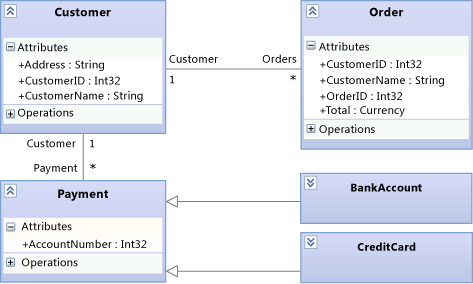 Customer
Attributes
+Address : String
+CustomerID : Int32
+CustomerName : String
Operations
Customer
1
Orders
*
Order
Attributes
+CustomerID : Int32
+CustomerName : String
+OrderID : Int32
+Total : Currency
Operations
Customer
1
Payment
*
Payment
Attributes
+AccountNumber : Int32
Operations
BankAccount
CreditCard